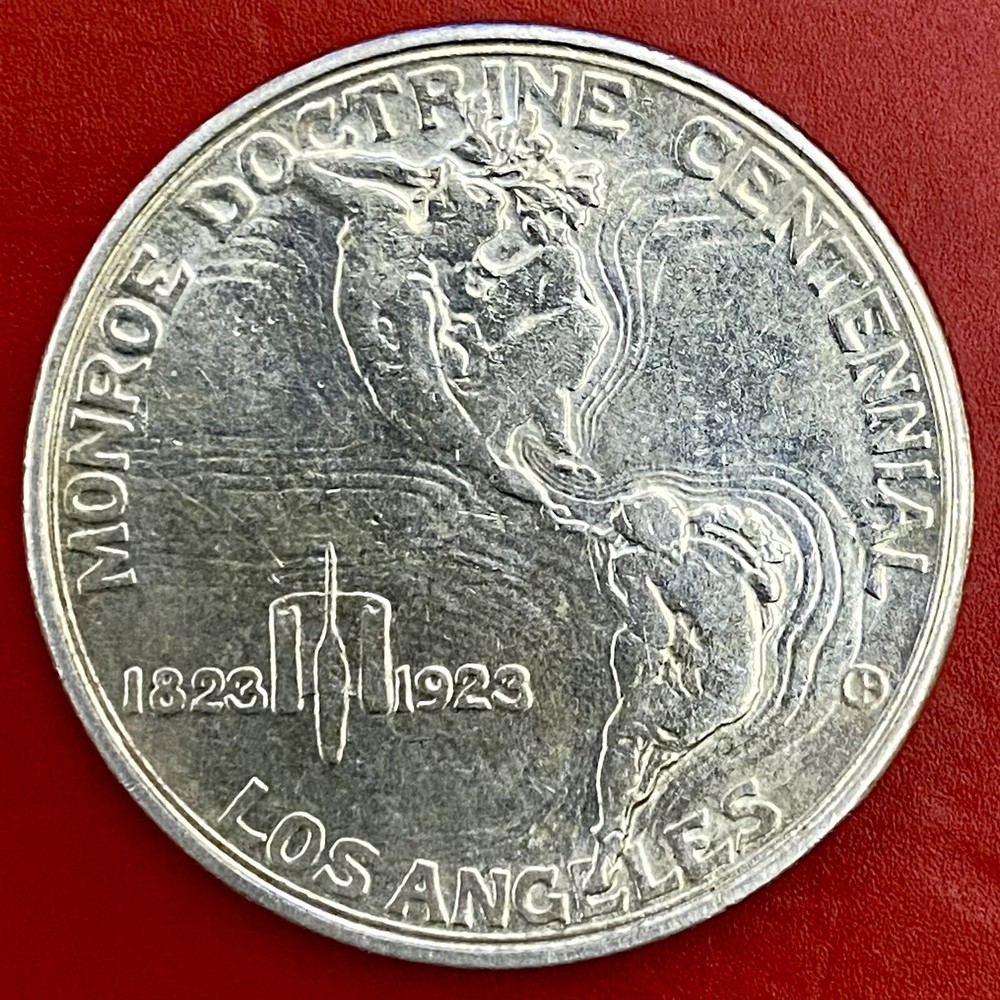 MONROE DOCTRINE CENTENNIAL
1823 1923
LOS ANGELES